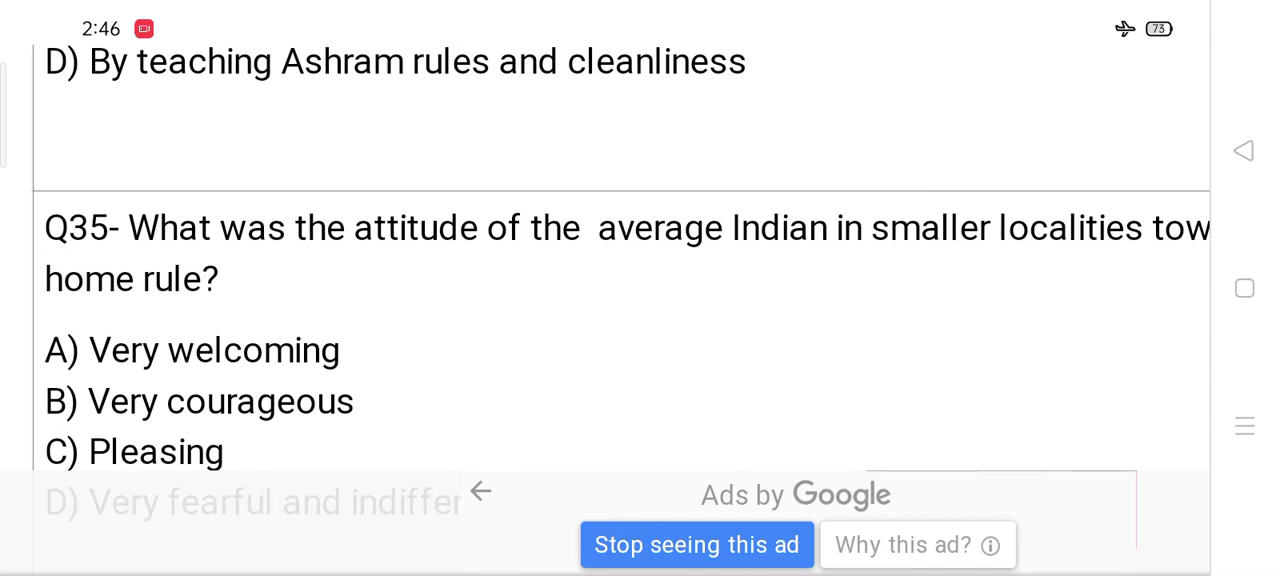 2:46
73
D) By teaching Ashram rules and cleanliness
Q35- What was the attitude of the average Indian in smaller localities tow
home rule?
A) Very welcoming
B) Very courageous
C) Pleasing
D) Very fearful and indiffer
Ads by Google
Stop seeing this ad
Why this ad?